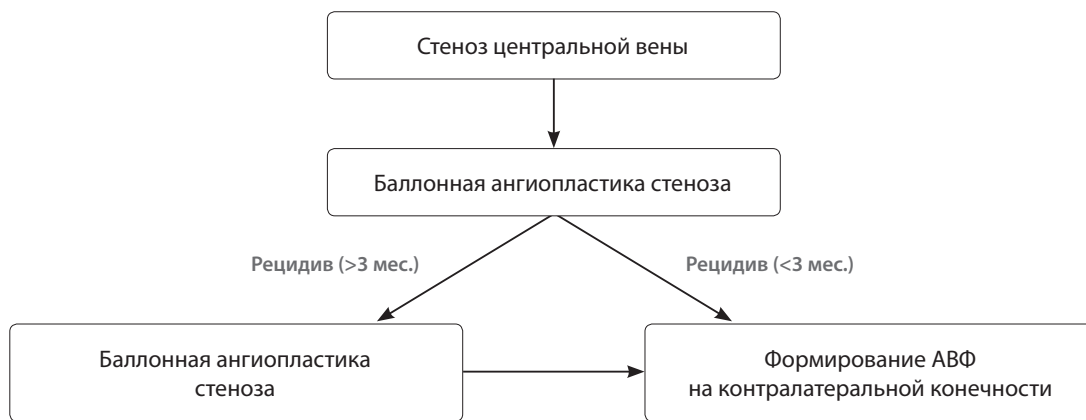 Стеноз центральной вены
Баллонная ангиопластика стеноза
Рецидив (>3 мес.)
Рецидив (<3 мес.)
Баллонная ангиопластика
стеноза
Формирование АВФ
на контралатеральной конечности